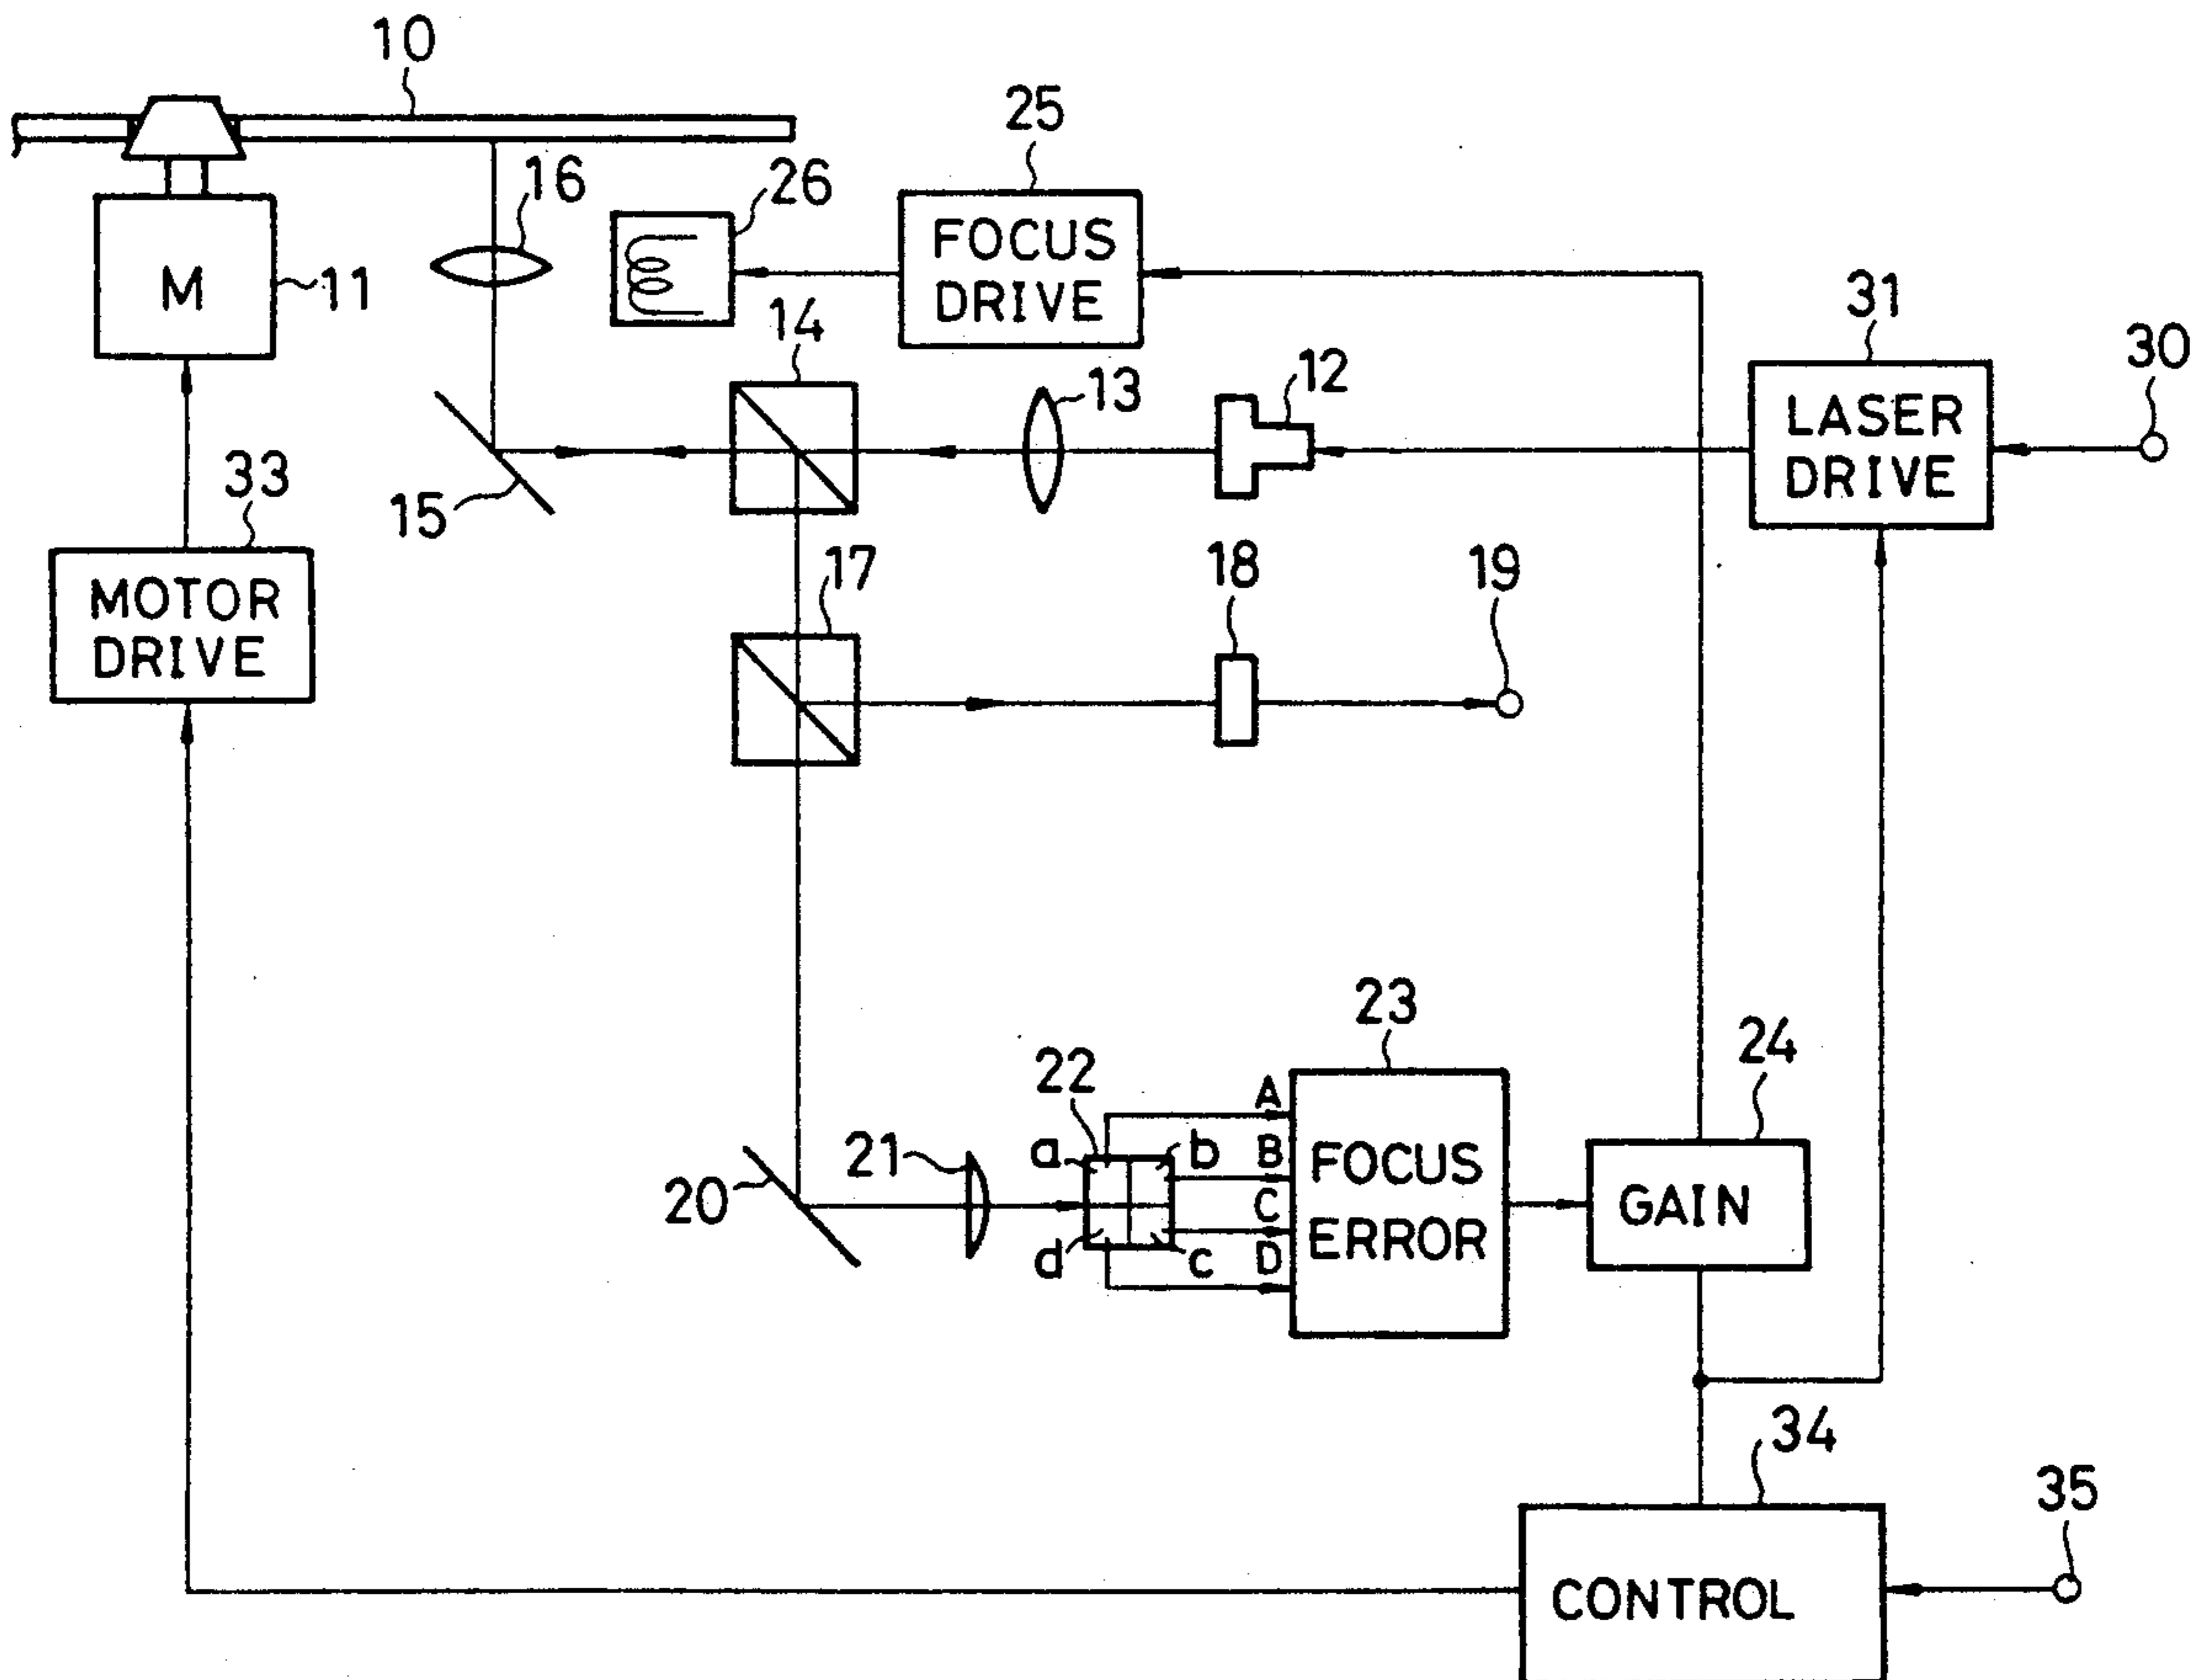 10
25
16
26
FOCUS
DRIVE
M
11
31
30
14
13
12
LASER
DRIVE
33
15
MOTOR
DRIVE
17
18
19
23
24
22
A
21
a
b
B
FOCUS
20
C
GAIN
d
c
D
ERROR
34
35
CONTROL